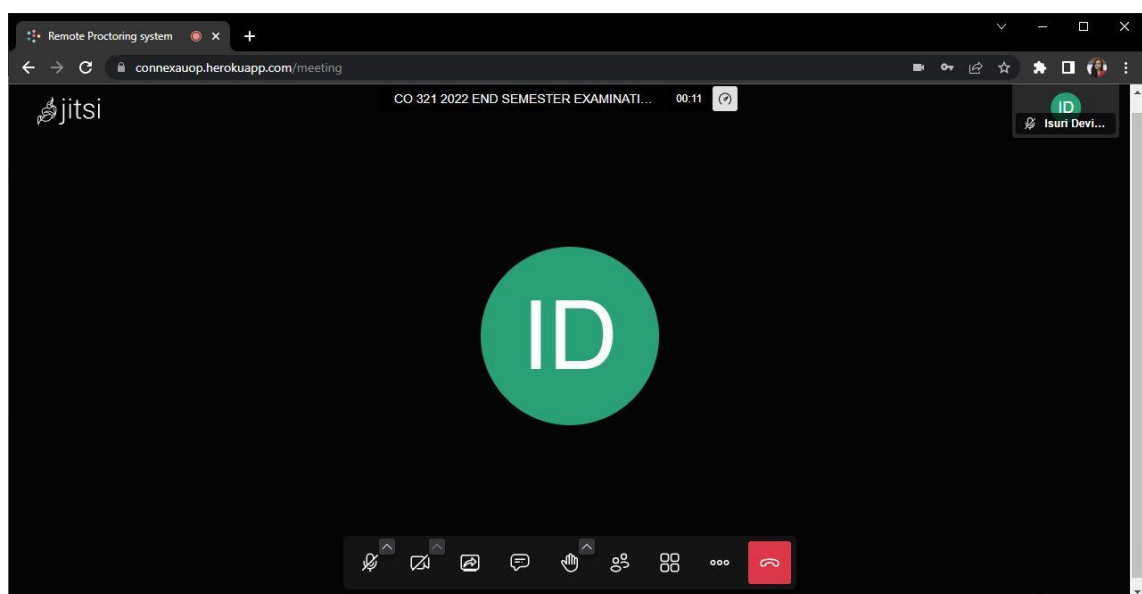 Remote Proctoring system
connexauop.herokuapp.com/meeting
jitsi
CO 321 2022 END SEMESTER EXAMINATI... 00:11
ID
Isuri Devi...
ID